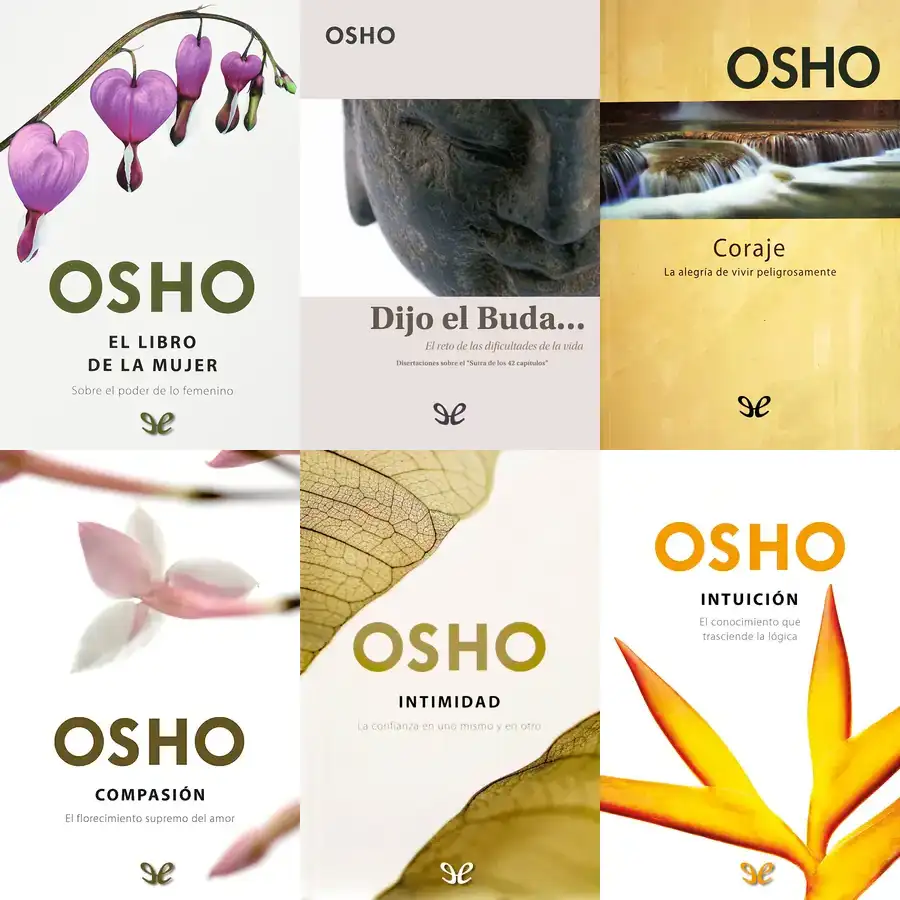 OSHO
EL LIBRO
DE LA MUJER
Sobre el poder de lo femenino
OSHO
Dijo el Buda...
El reto de las dificultades de la vida
Disertaciones sobre el "Sutra de los 42 capítulos"
OSHO
Coraje
La alegría de vivir peligrosamente
OSHO
COMPASIÓN
El florecimiento supremo del amor
OSHO
INTIMIDAD
La confianza en uno mismo y en otro
OSHO
INTUICIÓN
El conocimiento que
trasciende la lógica